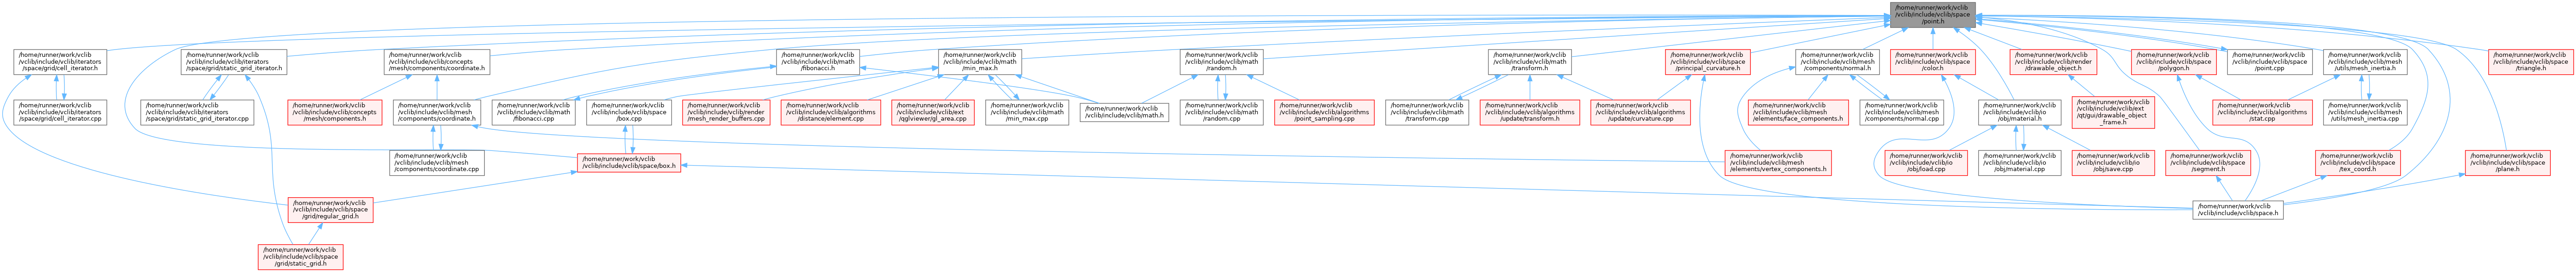 /home/runner/work/vclib
/vclib/include/vclib/space
/point.h
/home/runner/work/vclib
/vclib/include/vclib/iterators
/space/grid/cell_iterator.h
/home/runner/work/vclib
/vclib/include/vclib/iterators
/space/grid/static_grid_iterator.h
/home/runner/work/vclib
/vclib/include/vclib/concepts
/mesh/components/coordinate.h
/home/runner/work/vclib
/vclib/include/vclib/math
/fibonacci.h
/home/runner/work/vclib
/vclib/include/vclib/math
/min_max.h
/home/runner/work/vclib
/vclib/include/vclib/math
/random.h
/home/runner/work/vclib
/vclib/include/vclib/math
/transform.h
/home/runner/work/vclib
/vclib/include/vclib/space
/principal_curvature.h
/home/runner/work/vclib
/vclib/include/vclib/mesh
/components/normal.h
/home/runner/work/vclib
/vclib/include/vclib/space
/color.h
/home/runner/work/vclib
/vclib/include/vclib/render
/drawable_object.h
/home/runner/work/vclib
/vclib/include/vclib/space
/polygon.h
/home/runner/work/vclib
/vclib/include/vclib/space
/point.cpp
/home/runner/work/vclib
/vclib/include/vclib/mesh
/utils/mesh_inertia.h
/home/runner/work/vclib
/vclib/include/vclib/space
/triangle.h
/home/runner/work/vclib
/vclib/include/vclib/iterators
/space/grid/cell_iterator.cpp
/home/runner/work/vclib
/vclib/include/vclib/iterators
/space/grid/static_grid_iterator.cpp
/home/runner/work/vclib
/vclib/include/vclib/concepts
/mesh/components.h
/home/runner/work/vclib
/vclib/include/vclib/mesh
/components/coordinate.h
/home/runner/work/vclib
/vclib/include/vclib/math
/fibonacci.cpp
/home/runner/work/vclib
/vclib/include/vclib/space
/box.cpp
/home/runner/work/vclib
/vclib/include/vclib/render
/mesh_render_buffers.cpp
/home/runner/work/vclib
/vclib/include/vclib/algorithms
/distance/element.cpp
/home/runner/work/vclib
/vclib/include/vclib/ext
/qglviewer/gl_area.cpp
/home/runner/work/vclib
/vclib/include/vclib/math
/min_max.cpp
/home/runner/work/vclib
/vclib/include/vclib/math.h
/home/runner/work/vclib
/vclib/include/vclib/math
/random.cpp
/home/runner/work/vclib
/vclib/include/vclib/algorithms
/point_sampling.cpp
/home/runner/work/vclib
/vclib/include/vclib/math
/transform.cpp
/home/runner/work/vclib
/vclib/include/vclib/algorithms
/update/transform.h
/home/runner/work/vclib
/vclib/include/vclib/algorithms
/update/curvature.cpp
/home/runner/work/vclib
/vclib/include/vclib/mesh
/elements/face_components.h
/home/runner/work/vclib
/vclib/include/vclib/mesh
/components/normal.cpp
/home/runner/work/vclib
/vclib/include/vclib/io
/obj/material.h
/home/runner/work/vclib
/vclib/include/vclib/ext
/qt/gui/drawable_object
_frame.h
/home/runner/work/vclib
/vclib/include/vclib/algorithms
/stat.cpp
/home/runner/work/vclib
/vclib/include/vclib/mesh
/utils/mesh_inertia.cpp
/home/runner/work/vclib
/vclib/include/vclib/mesh
/components/coordinate.cpp
/home/runner/work/vclib
/vclib/include/vclib/space/box.h
/home/runner/work/vclib
/vclib/include/vclib/mesh
/elements/vertex_components.h
/home/runner/work/vclib
/vclib/include/vclib/io
/obj/load.cpp
/home/runner/work/vclib
/vclib/include/vclib/io
/obj/material.cpp
/home/runner/work/vclib
/vclib/include/vclib/io
/obj/save.cpp
/home/runner/work/vclib
/vclib/include/vclib/space
/segment.h
/home/runner/work/vclib
/vclib/include/vclib/space
/tex_coord.h
/home/runner/work/vclib
/vclib/include/vclib/space
/plane.h
/home/runner/work/vclib
/vclib/include/vclib/space
/grid/regular_grid.h
/home/runner/work/vclib
/vclib/include/vclib/space.h
/home/runner/work/vclib
/vclib/include/vclib/space
/grid/static_grid.h